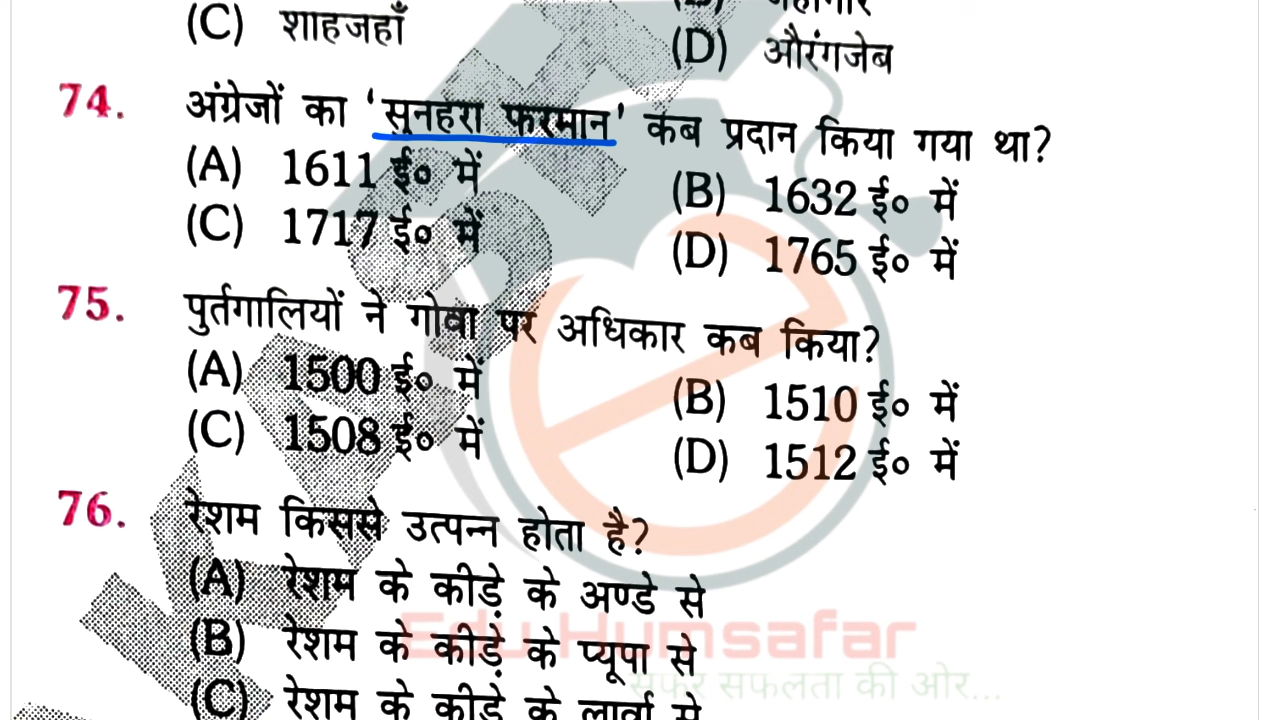 (C) शाहजहाँ
(D) औरंगजेब
74. अंग्रेजों का ‘सुनहरा फरमान’ कब प्रदान किया गया था?
(A) 1611 ई० में
(B) 1632 ई० में
(C) 1717 ई० में
(D) 1765 ई० में
75. पुर्तगालियों ने गोवा पर अधिकार कब किया?
(A) 1500 ई० में
(B) 1510 ई० में
(C) 1508 ई० में
(D) 1512 ई० में
76. रेशम किससे उत्पन्न होता है?
(A) रेशम के कीड़े के अण्डे से
(B) रेशम के कीड़े के प्यूपा से
(C) रेशम के कीड़े के लार्वा से
Edu Humsafar
सफर सफलता की ओर...